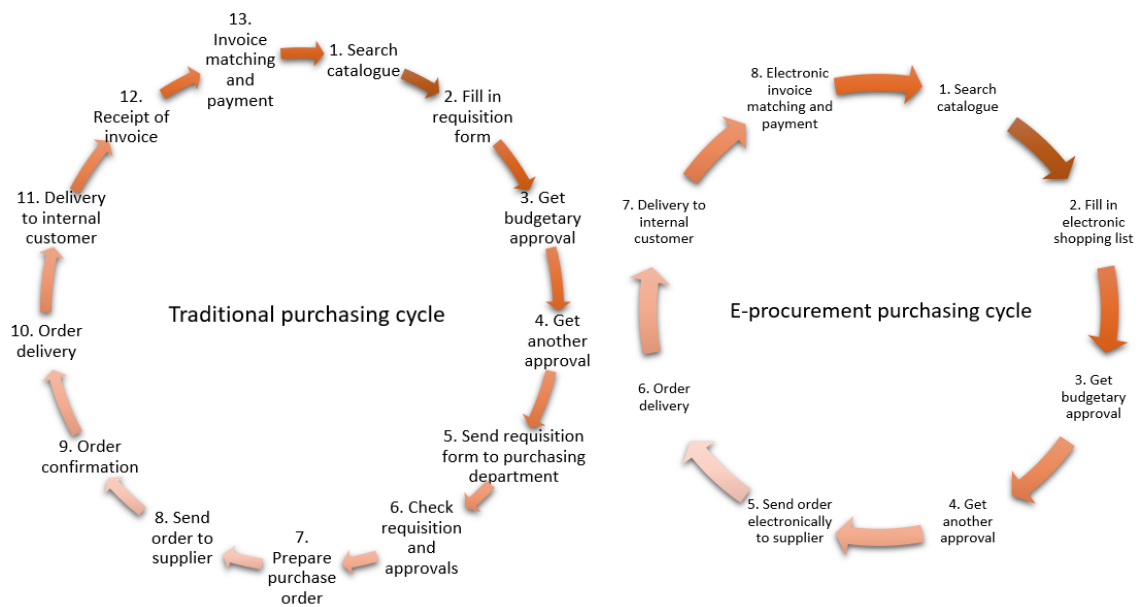 13.
Invoice
matching
and
payment
1. Search
catalogue
2. Fill in
requisition
form
3. Get
budgetary
approval
4. Get
another
approval
5. Send requisition
form to purchasing
department
6. Check
requisition
and
approvals
7.
Prepare
purchase
order
8. Send
order to
supplier
9. Order
confirmation
10. Order
delivery
11. Delivery
to internal
customer
12.
Receipt of
invoice
Traditional purchasing cycle
8. Electronic
invoice
matching and
payment
1. Search
catalogue
2. Fill in
electronic
shopping list
3. Get
budgetary
approval
4. Get
another
approval
5. Send order
electronically
to supplier
6. Order
delivery
7. Delivery to
internal
customer
E-procurement purchasing cycle